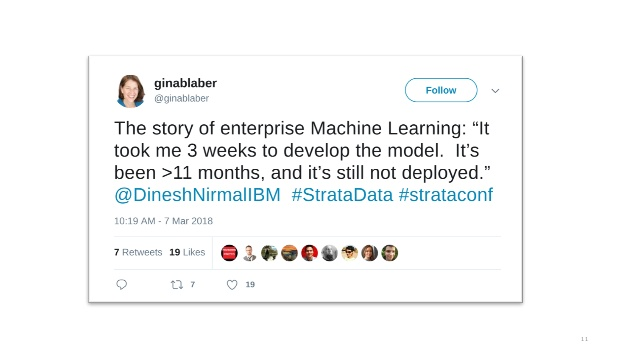 ginablaber
@ginablaber
Follow
The story of enterprise Machine Learning: “It
took me 3 weeks to develop the model.  It’s
been >11 months, and it’s still not deployed.”
@DineshNirmalIBM  #StrataData #strataconf
10:19 AM - 7 Mar 2018
7 Retweets  19 Likes
7  19
11